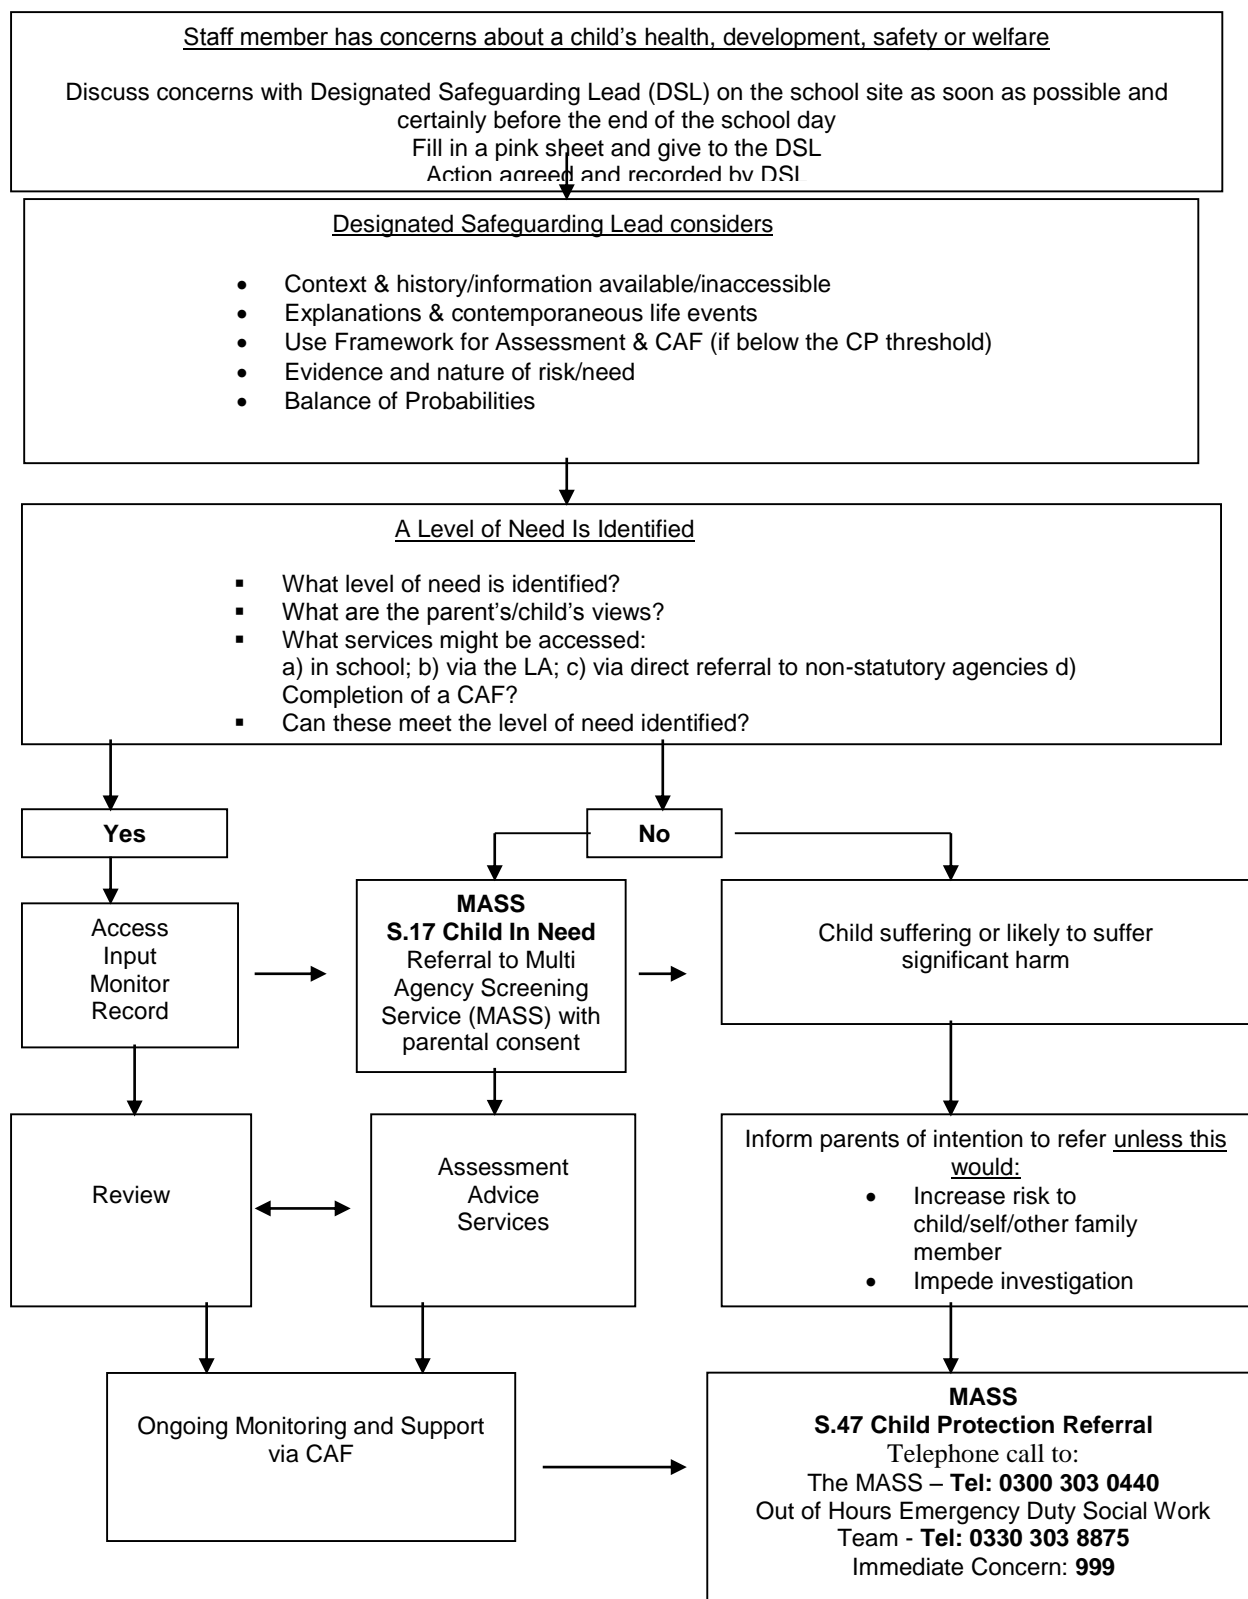 Staff member has concerns about a child’s health, development, safety or welfare
Discuss concerns with Designated Safeguarding Lead (DSL) on the school site as soon as possible and
certainly before the end of the school day
Fill in a pink sheet and give to the DSL
Action agreed and recorded by DSL
Designated Safeguarding Lead considers
• Context & history/information available/inaccessible
• Explanations & contemporaneous life events
• Use Framework for Assessment & CAF (if below the CP threshold)
• Evidence and nature of risk/need
• Balance of Probabilities
A Level of Need Is Identified
▪ What level of need is identified?
▪ What are the parent’s/child’s views?
▪ What services might be accessed:
a) in school; b) via the LA; c) via direct referral to non-statutory agencies d)
Completion of a CAF?
▪ Can these meet the level of need identified?
Yes
No
Access
Input
Monitor
Record
MASS
S.17 Child In Need
Referral to Multi
Agency Screening
Service (MASS) with
parental consent
Child suffering or likely to suffer
significant harm
Review
Assessment
Advice
Services
Inform parents of intention to refer unless this
would:
• Increase risk to
child/self/other family
member
• Impede investigation
Ongoing Monitoring and Support
via CAF
MASS
S.47 Child Protection Referral
Telephone call to:
The MASS – Tel: 0300 303 0440
Out of Hours Emergency Duty Social Work
Team - Tel: 0330 303 8875
Immediate Concern: 999